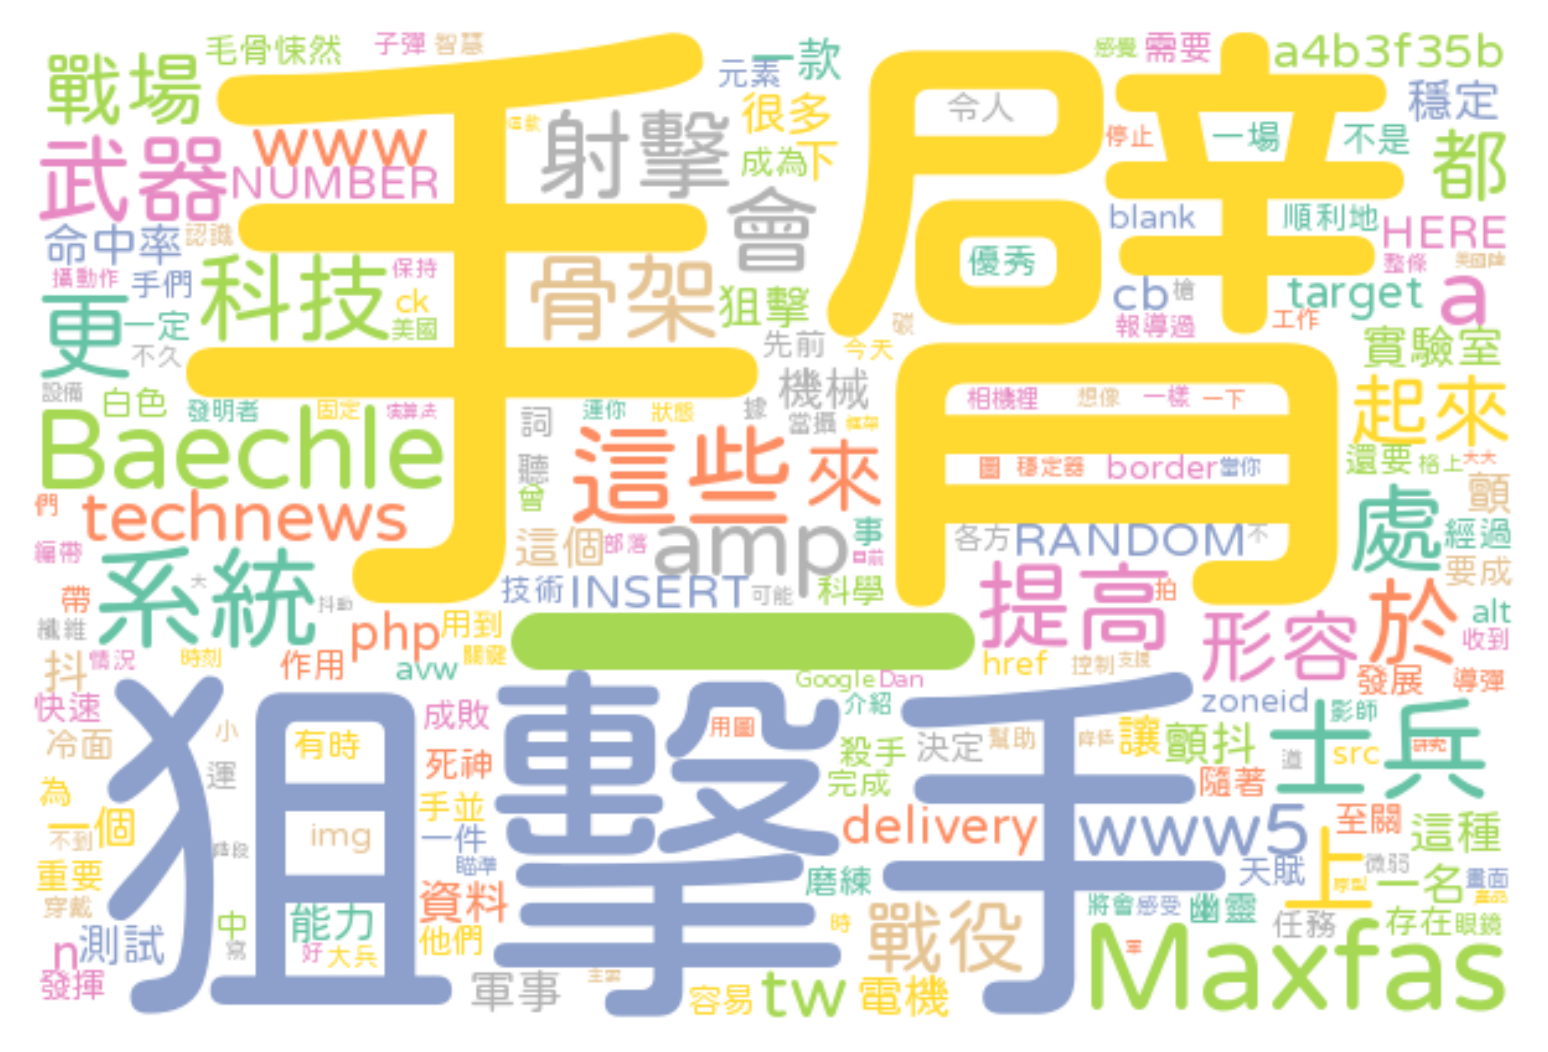 毛骨悚然 子彈 智慧 一款 感覺 需要 a4b3f35b
戰場 手臂 元素 令人 穩定
www 射擊 很多 停止 一場 不是 都
武器 NUMBER 成為 下
命中率 認識 會 blank 順利地 HERE
攝動作 手們 科技 保持 骨架 優秀 整條
更 一定 ck 狙擊 cb 槍 target a
不久 美國 先前 今天 報導過 工作 實驗室
設備 白色 發明者 固定 演算法 詞 運你 狀態 據 機械 當攝 相機裡 想像 一樣 一下 起來
Baechle 聽 這些 來 圖 穩定器 border 當你 還要 格上 大大
們 technews 曾 顫
編帶 這個 部落 amp 事 目前 各方 RANDOM 不 處 經過
帶 系統 大 抖動 技術 INSERT 可能 科學 提高 拍 要成
纖維 php 用到 一 形容 於 alt
抖 情況 時刻 作用 avw 關鍵 href 控制 支援 收到
Google Dan 發展 導彈
快速 狙擊手 成敗 介紹 zoneid 影師
冷面 小 有時 用圖 殺手 決定 幫助 降低 讓 顫抖 道 士兵 src 研究
運 死神 完成 隨著
為 一個 img 手並 delivery www5 至關 這種
不到 階段 一件 上 微弱
重要 瞄準 磨練 天賦 一名 畫面
穿戴 中 能力 資料 時 戰役 將會 感受 幽靈 厚型 產品
n 測試 寫 好 大兵 他們 任務 存在 眼鏡
發揮 軍事 容易 tw 電機 軍 Maxfas